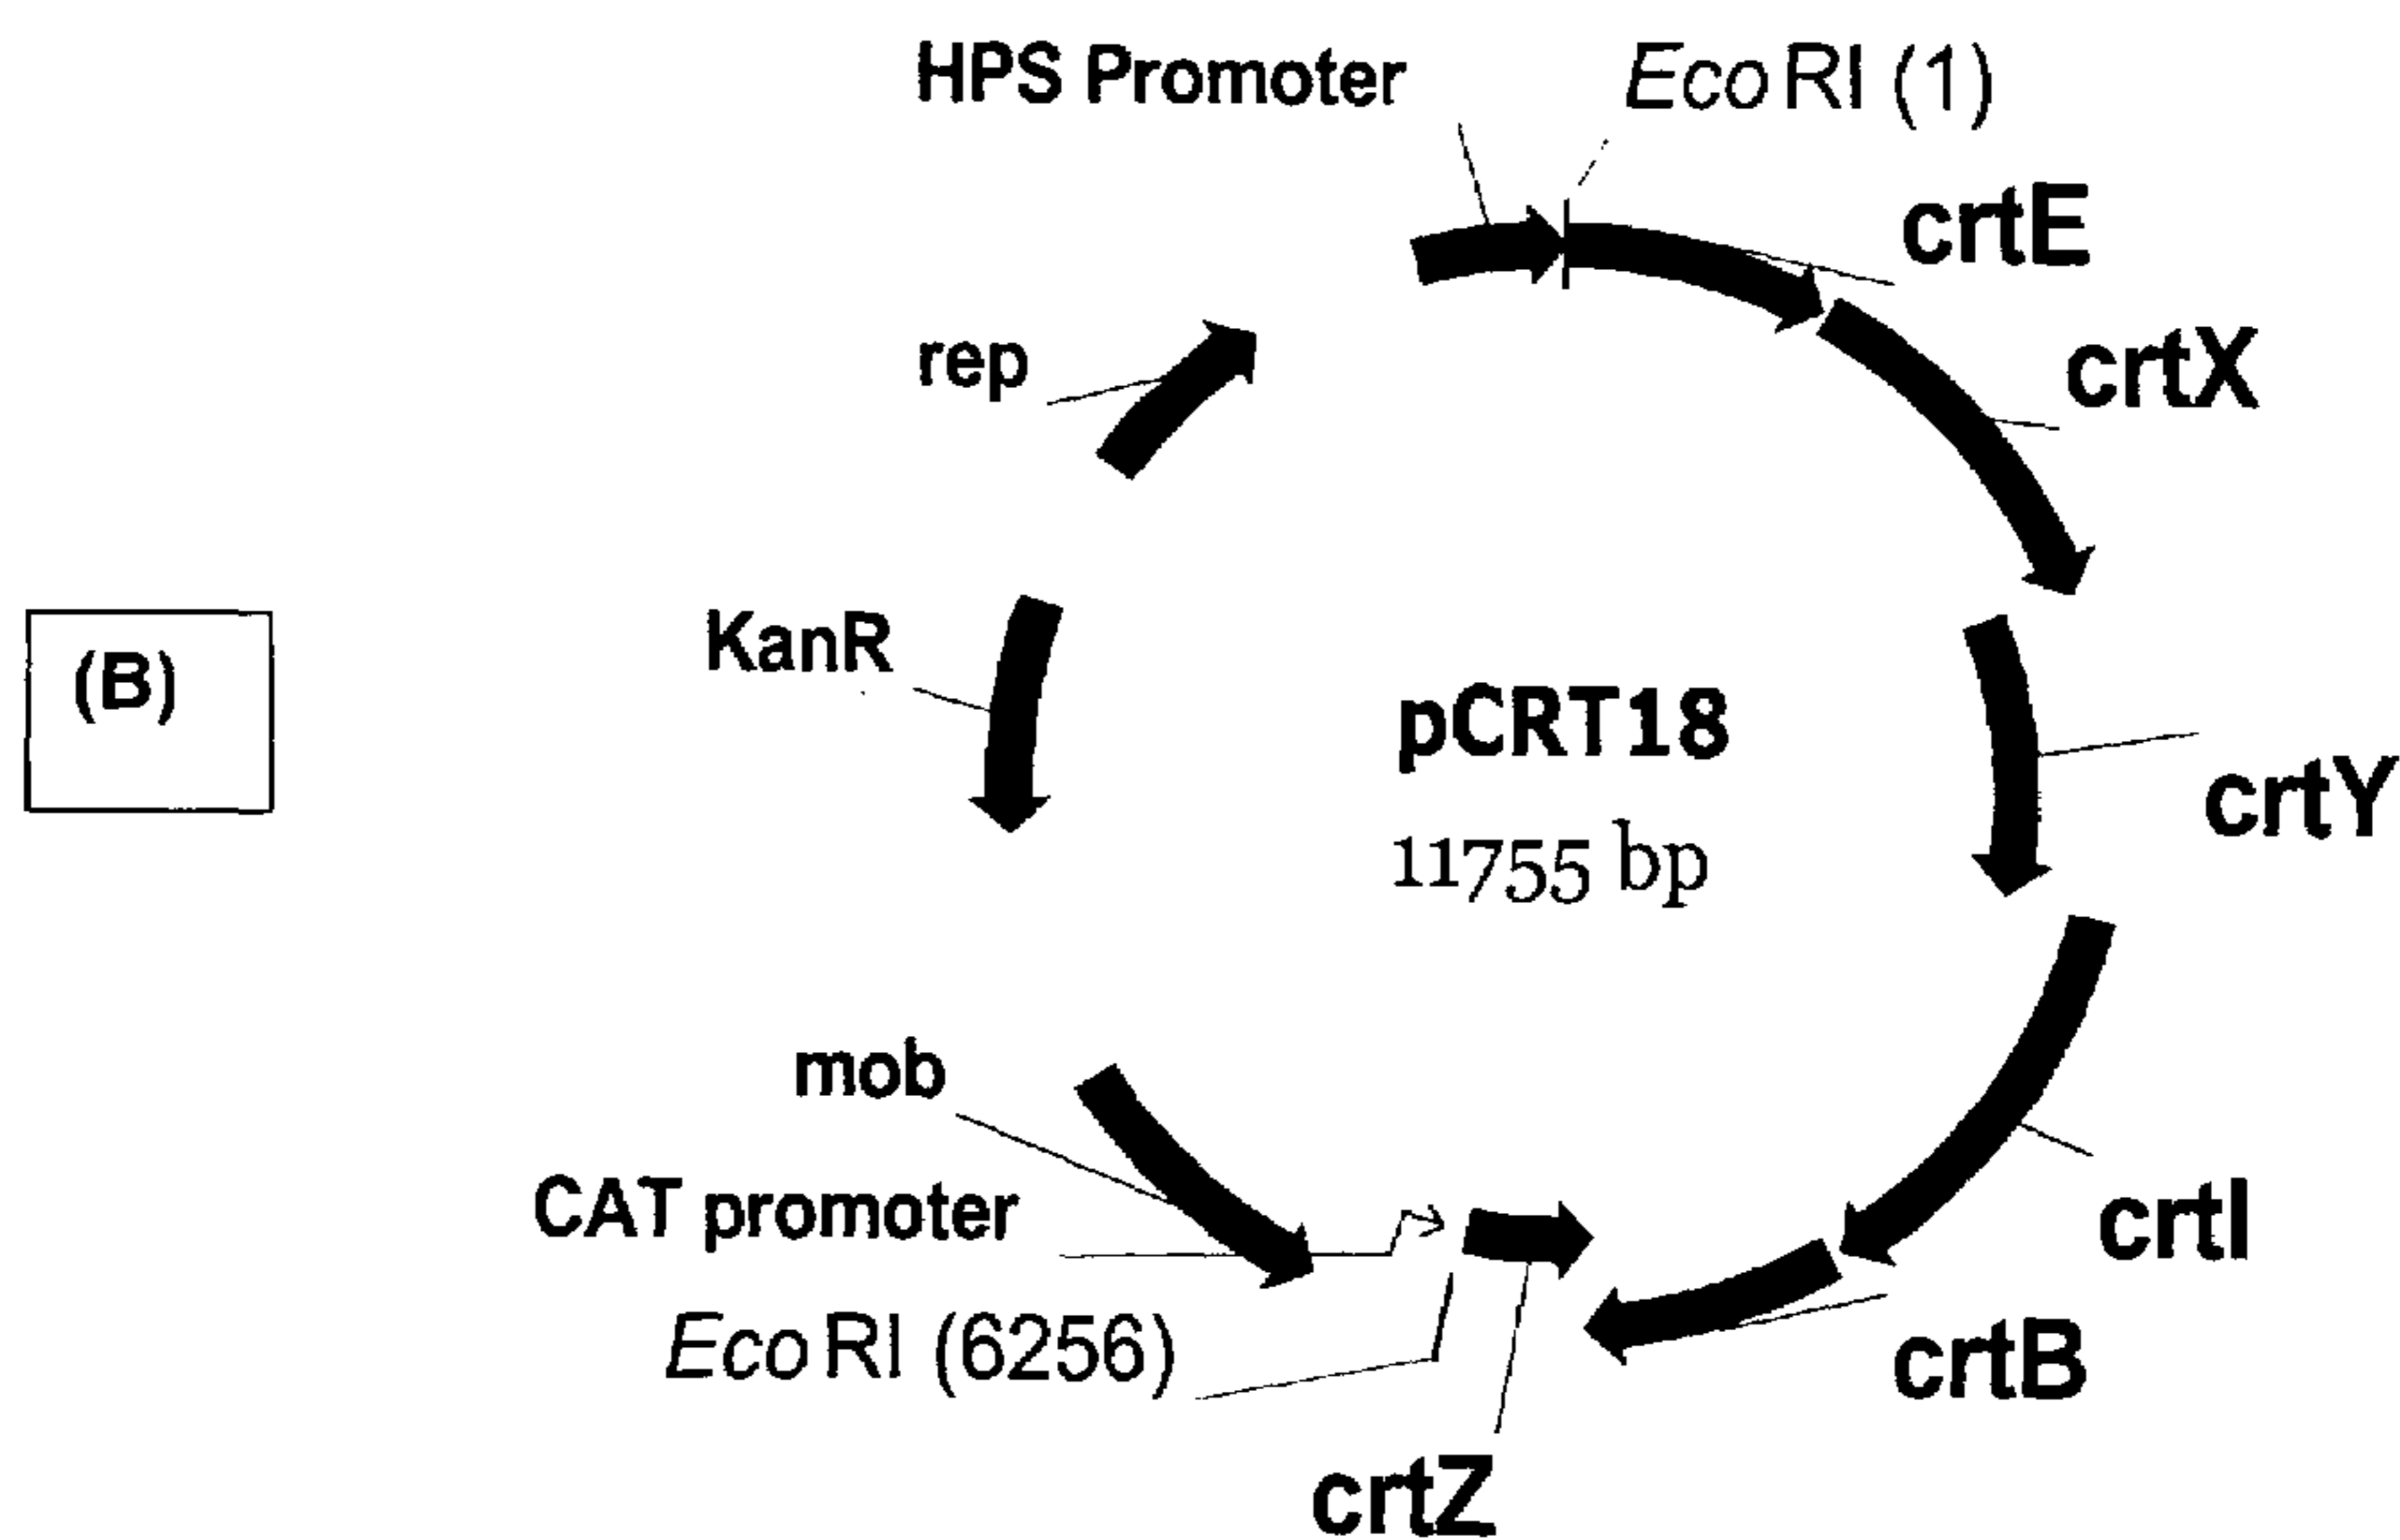 HPS Promoter
EcoRI (1)
crtE
rep
crtX
KanR
(B)
pCRT18
11755 bp
crtY
mob
CAT promoter
crtI
EcoRI (6256)
crtB
crtZ